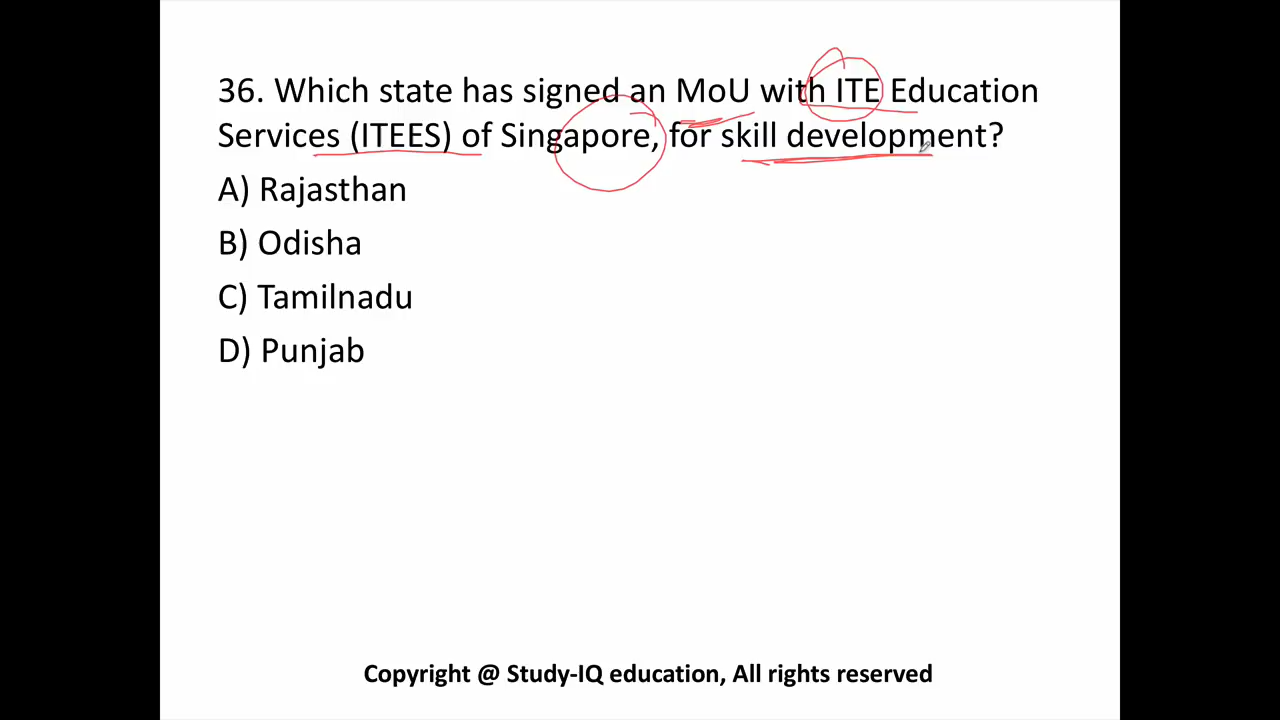 36. Which state has signed an MoU with ITE Education
Services (ITEES) of Singapore, for skill development?
A) Rajasthan
B) Odisha
C) Tamilnadu
D) Punjab
Copyright @ Study-IQ education, All rights reserved